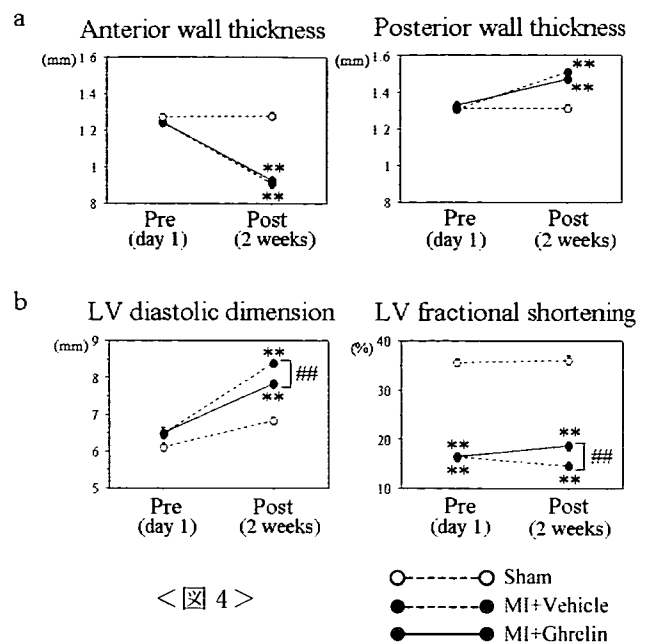 a
Anterior wall thickness
(mm)
1 6
1 4
1 2
1
8
**
**
Pre
(day 1)
Post
(2 weeks)
Posterior wall thickness
(mm)
1.6
1.4
1 2
1
8
**
**
Pre
(day 1)
Post
(2 weeks)
b
LV diastolic dimension
(mm)
9
8
7
6
5
**
##
**
Pre
(day 1)
Post
(2 weeks)
LV fractional shortening
(%)
40
30
20
10
**
**
**
##
**
Pre
(day 1)
Post
(2 weeks)
<図 4>
Sham
MI+Vehicle
MI+Ghrelin